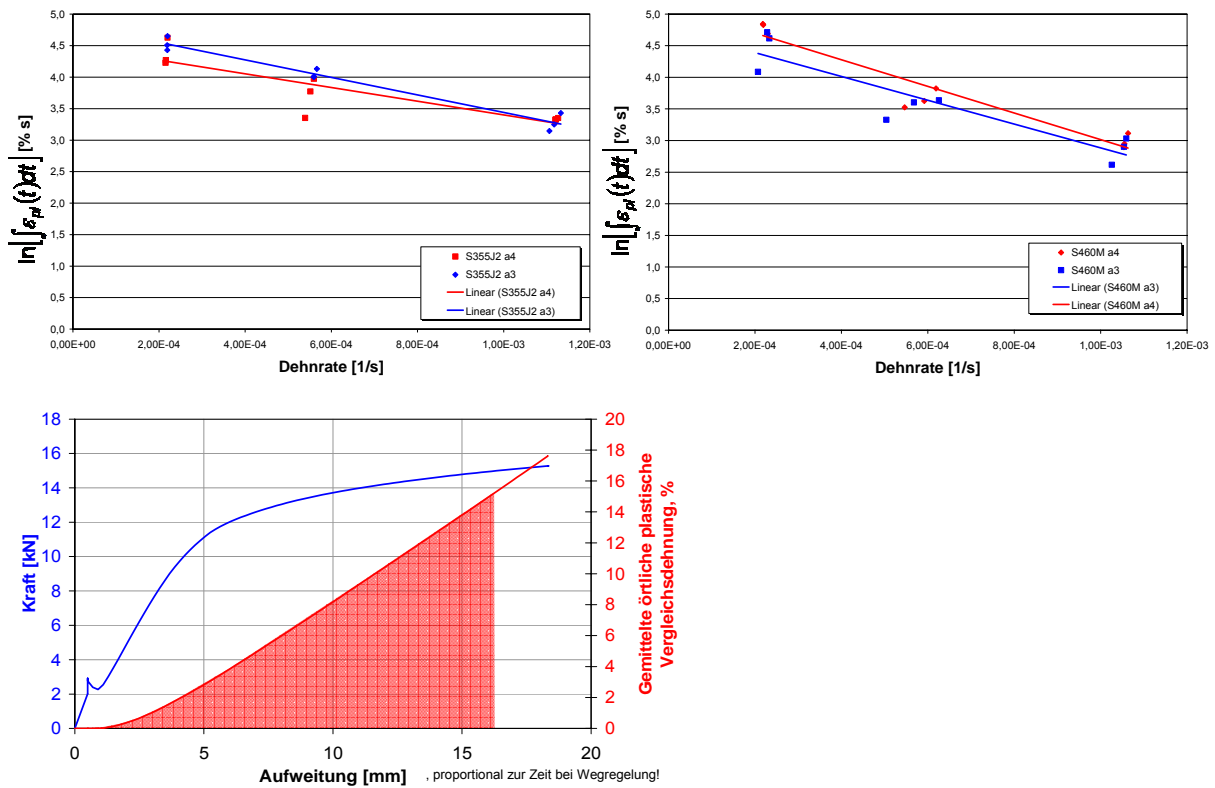 5,0
4,5
4,0
3,5
3,0
2,5
2,0
1,5
1,0
0,5
0,0
ln[∫ε_pl(t)dt] [% s]
S355J2 a4
S355J2 a3
Linear (S355J2 a4)
Linear (S355J2 a3)
0,00E+00 2,00E-04 4,00E-04 6,00E-04 8,00E-04 1,00E-03 1,20E-03
Dehnrate [1/s]
5,0
4,5
4,0
3,5
3,0
2,5
2,0
1,5
1,0
0,5
0,0
ln[∫ε_pl(t)dt] [% s]
S460M a4
S460M a3
Linear (S460M a3)
Linear (S460M a4)
0,00E+00 2,00E-04 4,00E-04 6,00E-04 8,00E-04 1,00E-03 1,20E-03
Dehnrate [1/s]
18
16
14
12
10
8
6
4
2
0
Kraft [kN]
20
18
16
14
12
10
8
6
4
2
0
Gemittelte örtliche plastische
Vergleichsdehnung, %
0 5 10 15 20
Aufweitung [mm] , proportional zur Zeit bei Wegregelung!